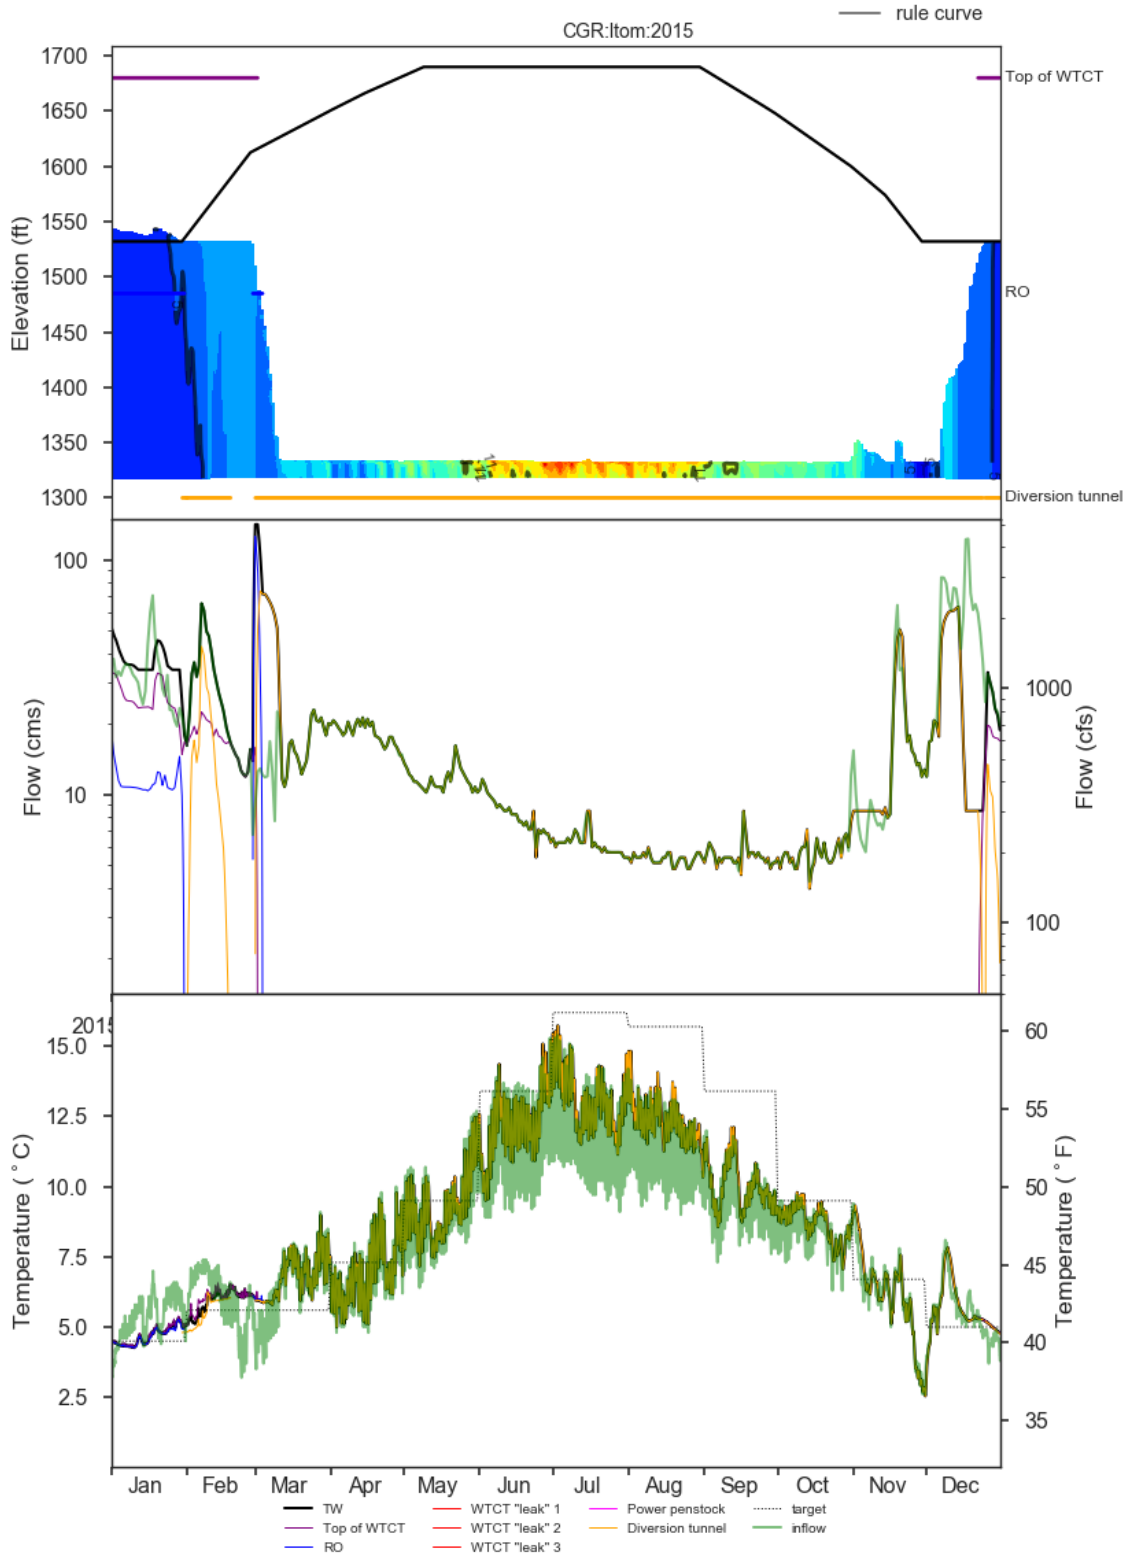 rule curve
CGR:ltom:2015
1700
1650
1600
1550
1500
1450
1400
1350
1300
Elevation (ft)
Top of WTCT
RO
Diversion tunnel
100
10
Flow (cms)
1000
100
Flow (cfs)
2015
15.0
12.5
10.0
7.5
5.0
2.5
Temperature (°C)
60
55
50
45
40
35
Temperature (°F)
Jan Feb Mar Apr May Jun Jul Aug Sep Oct Nov Dec
TW WTCT "leak" 1 Power penstock target
Top of WTCT WTCT "leak" 2 Diversion tunnel inflow
RO WTCT "leak" 3